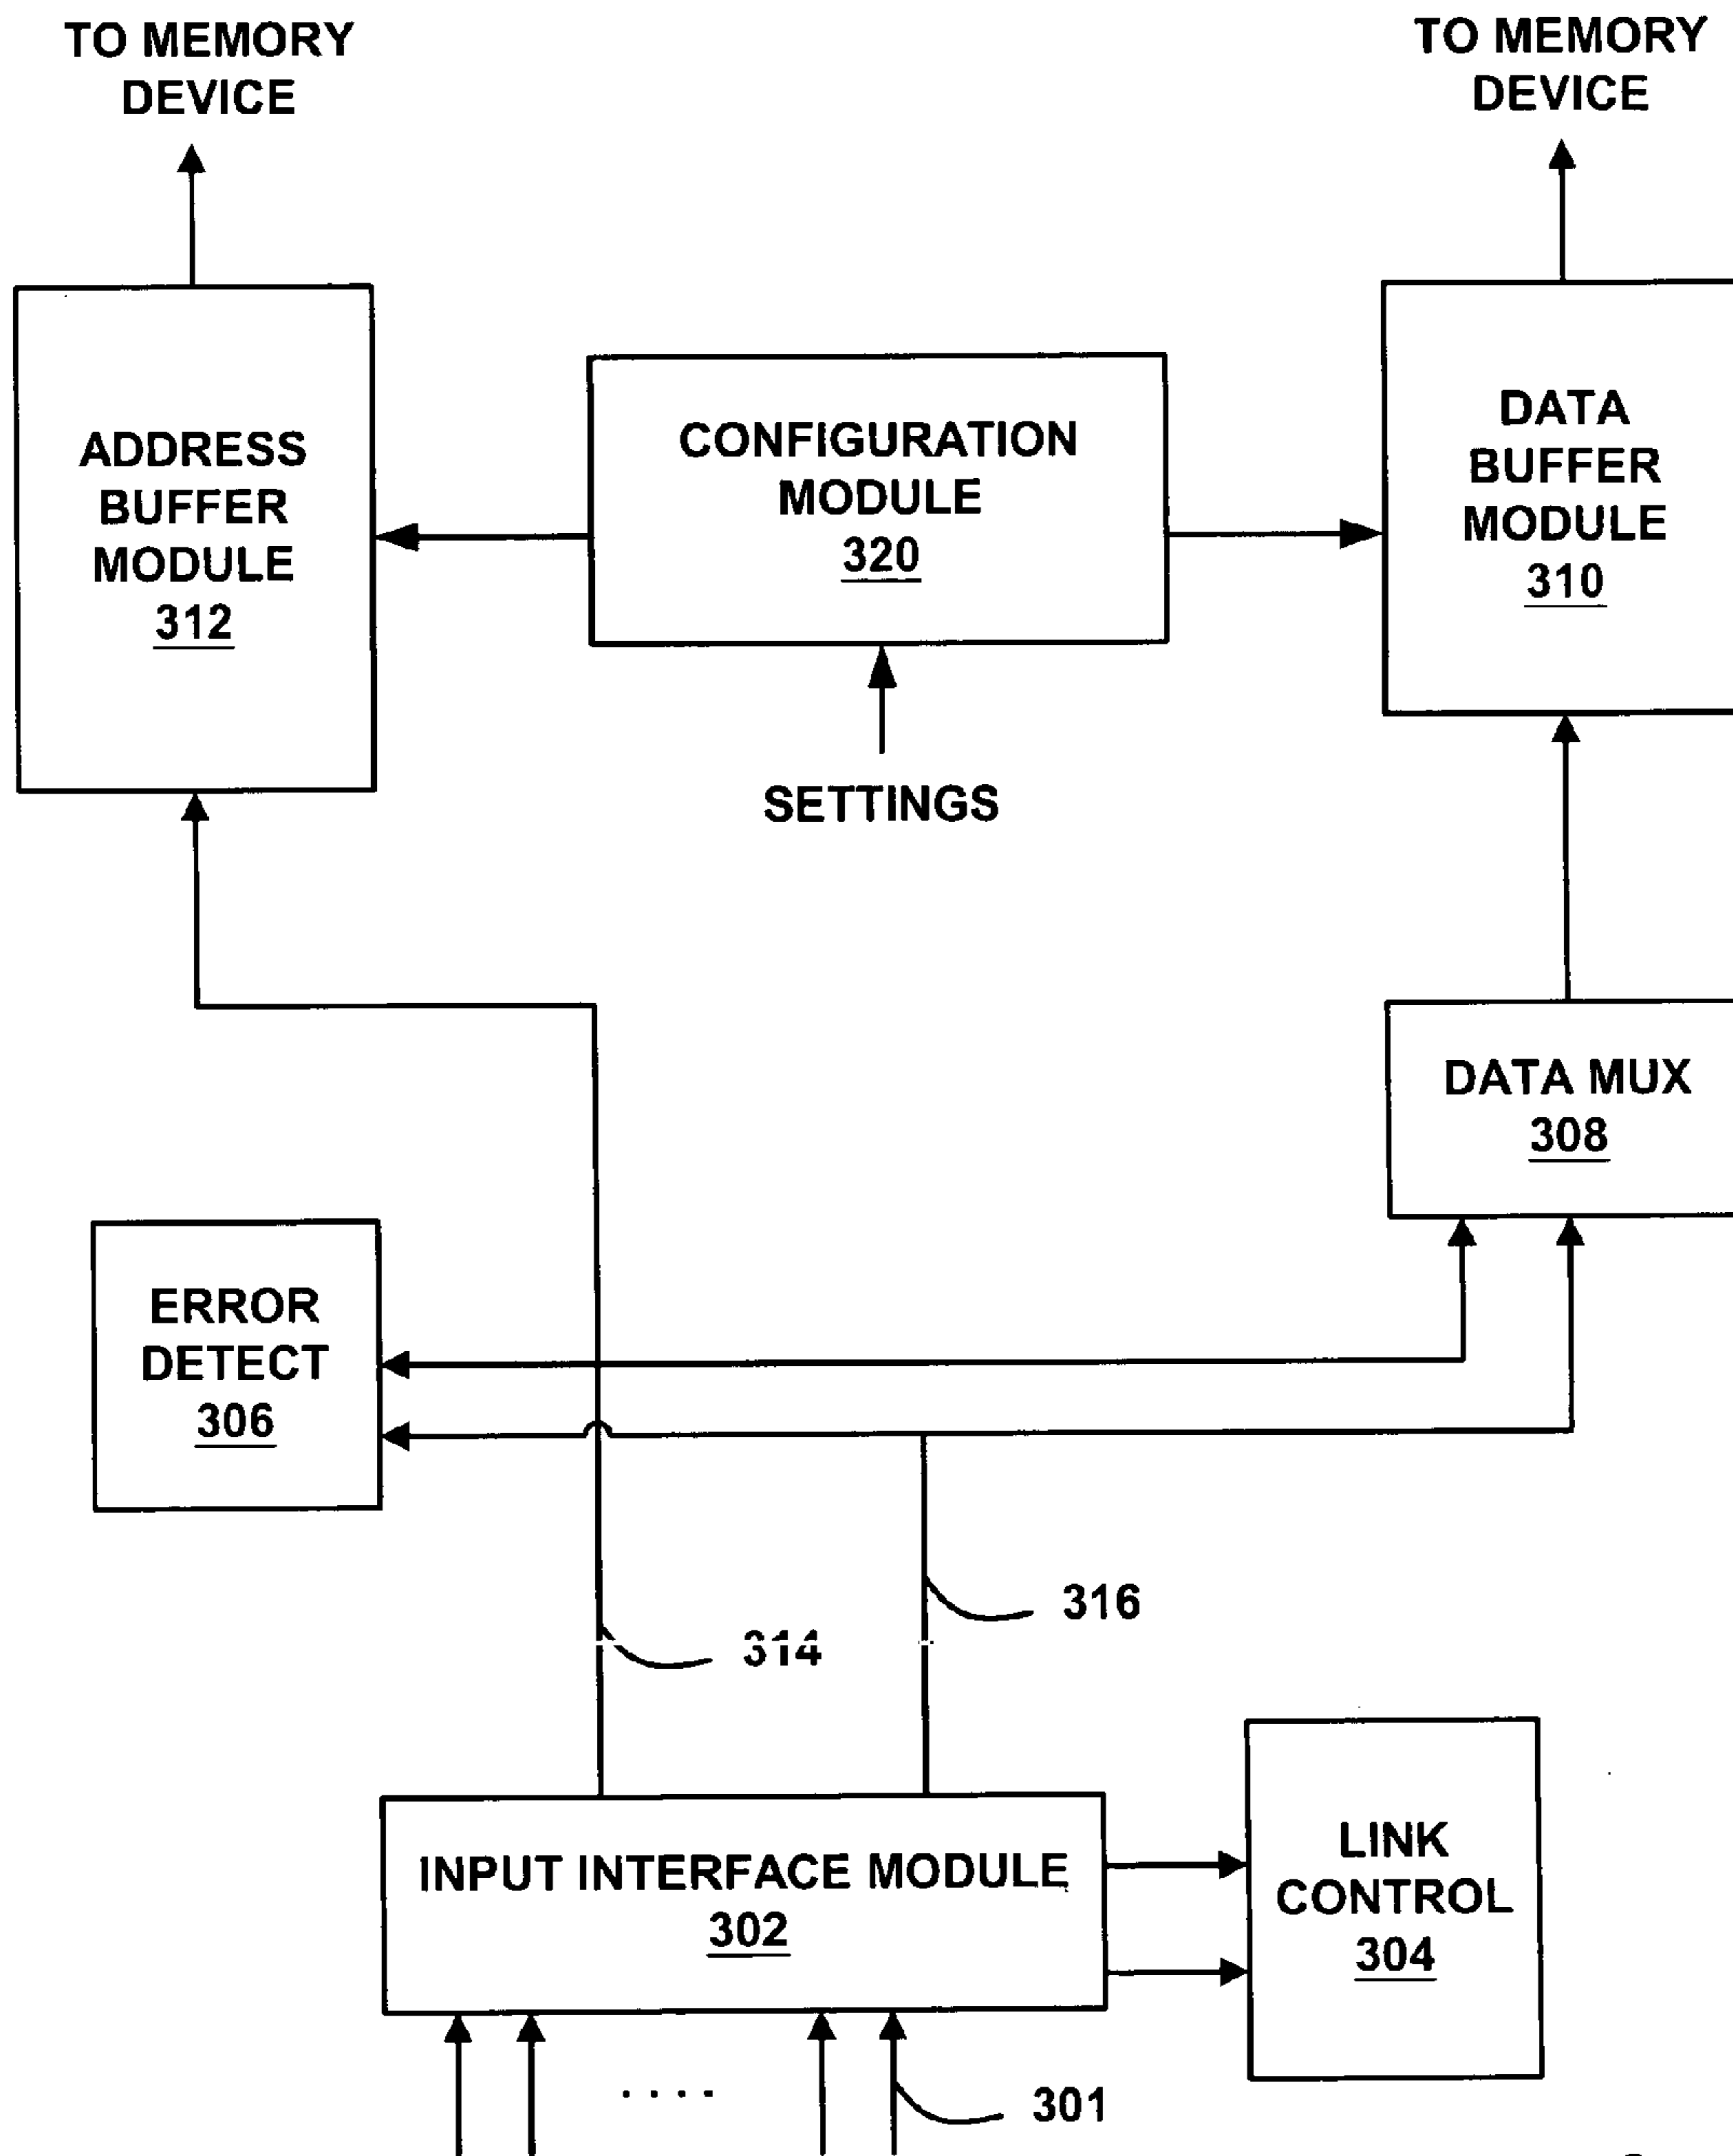 TO MEMORY
DEVICE
TO MEMORY
DEVICE
ADDRESS
BUFFER
MODULE
312
CONFIGURATION
MODULE
320
DATA
BUFFER
MODULE
310
SETTINGS
DATA MUX
308
ERROR
DETECT
306
316
314
INPUT INTERFACE MODULE
302
LINK
CONTROL
304
....
301